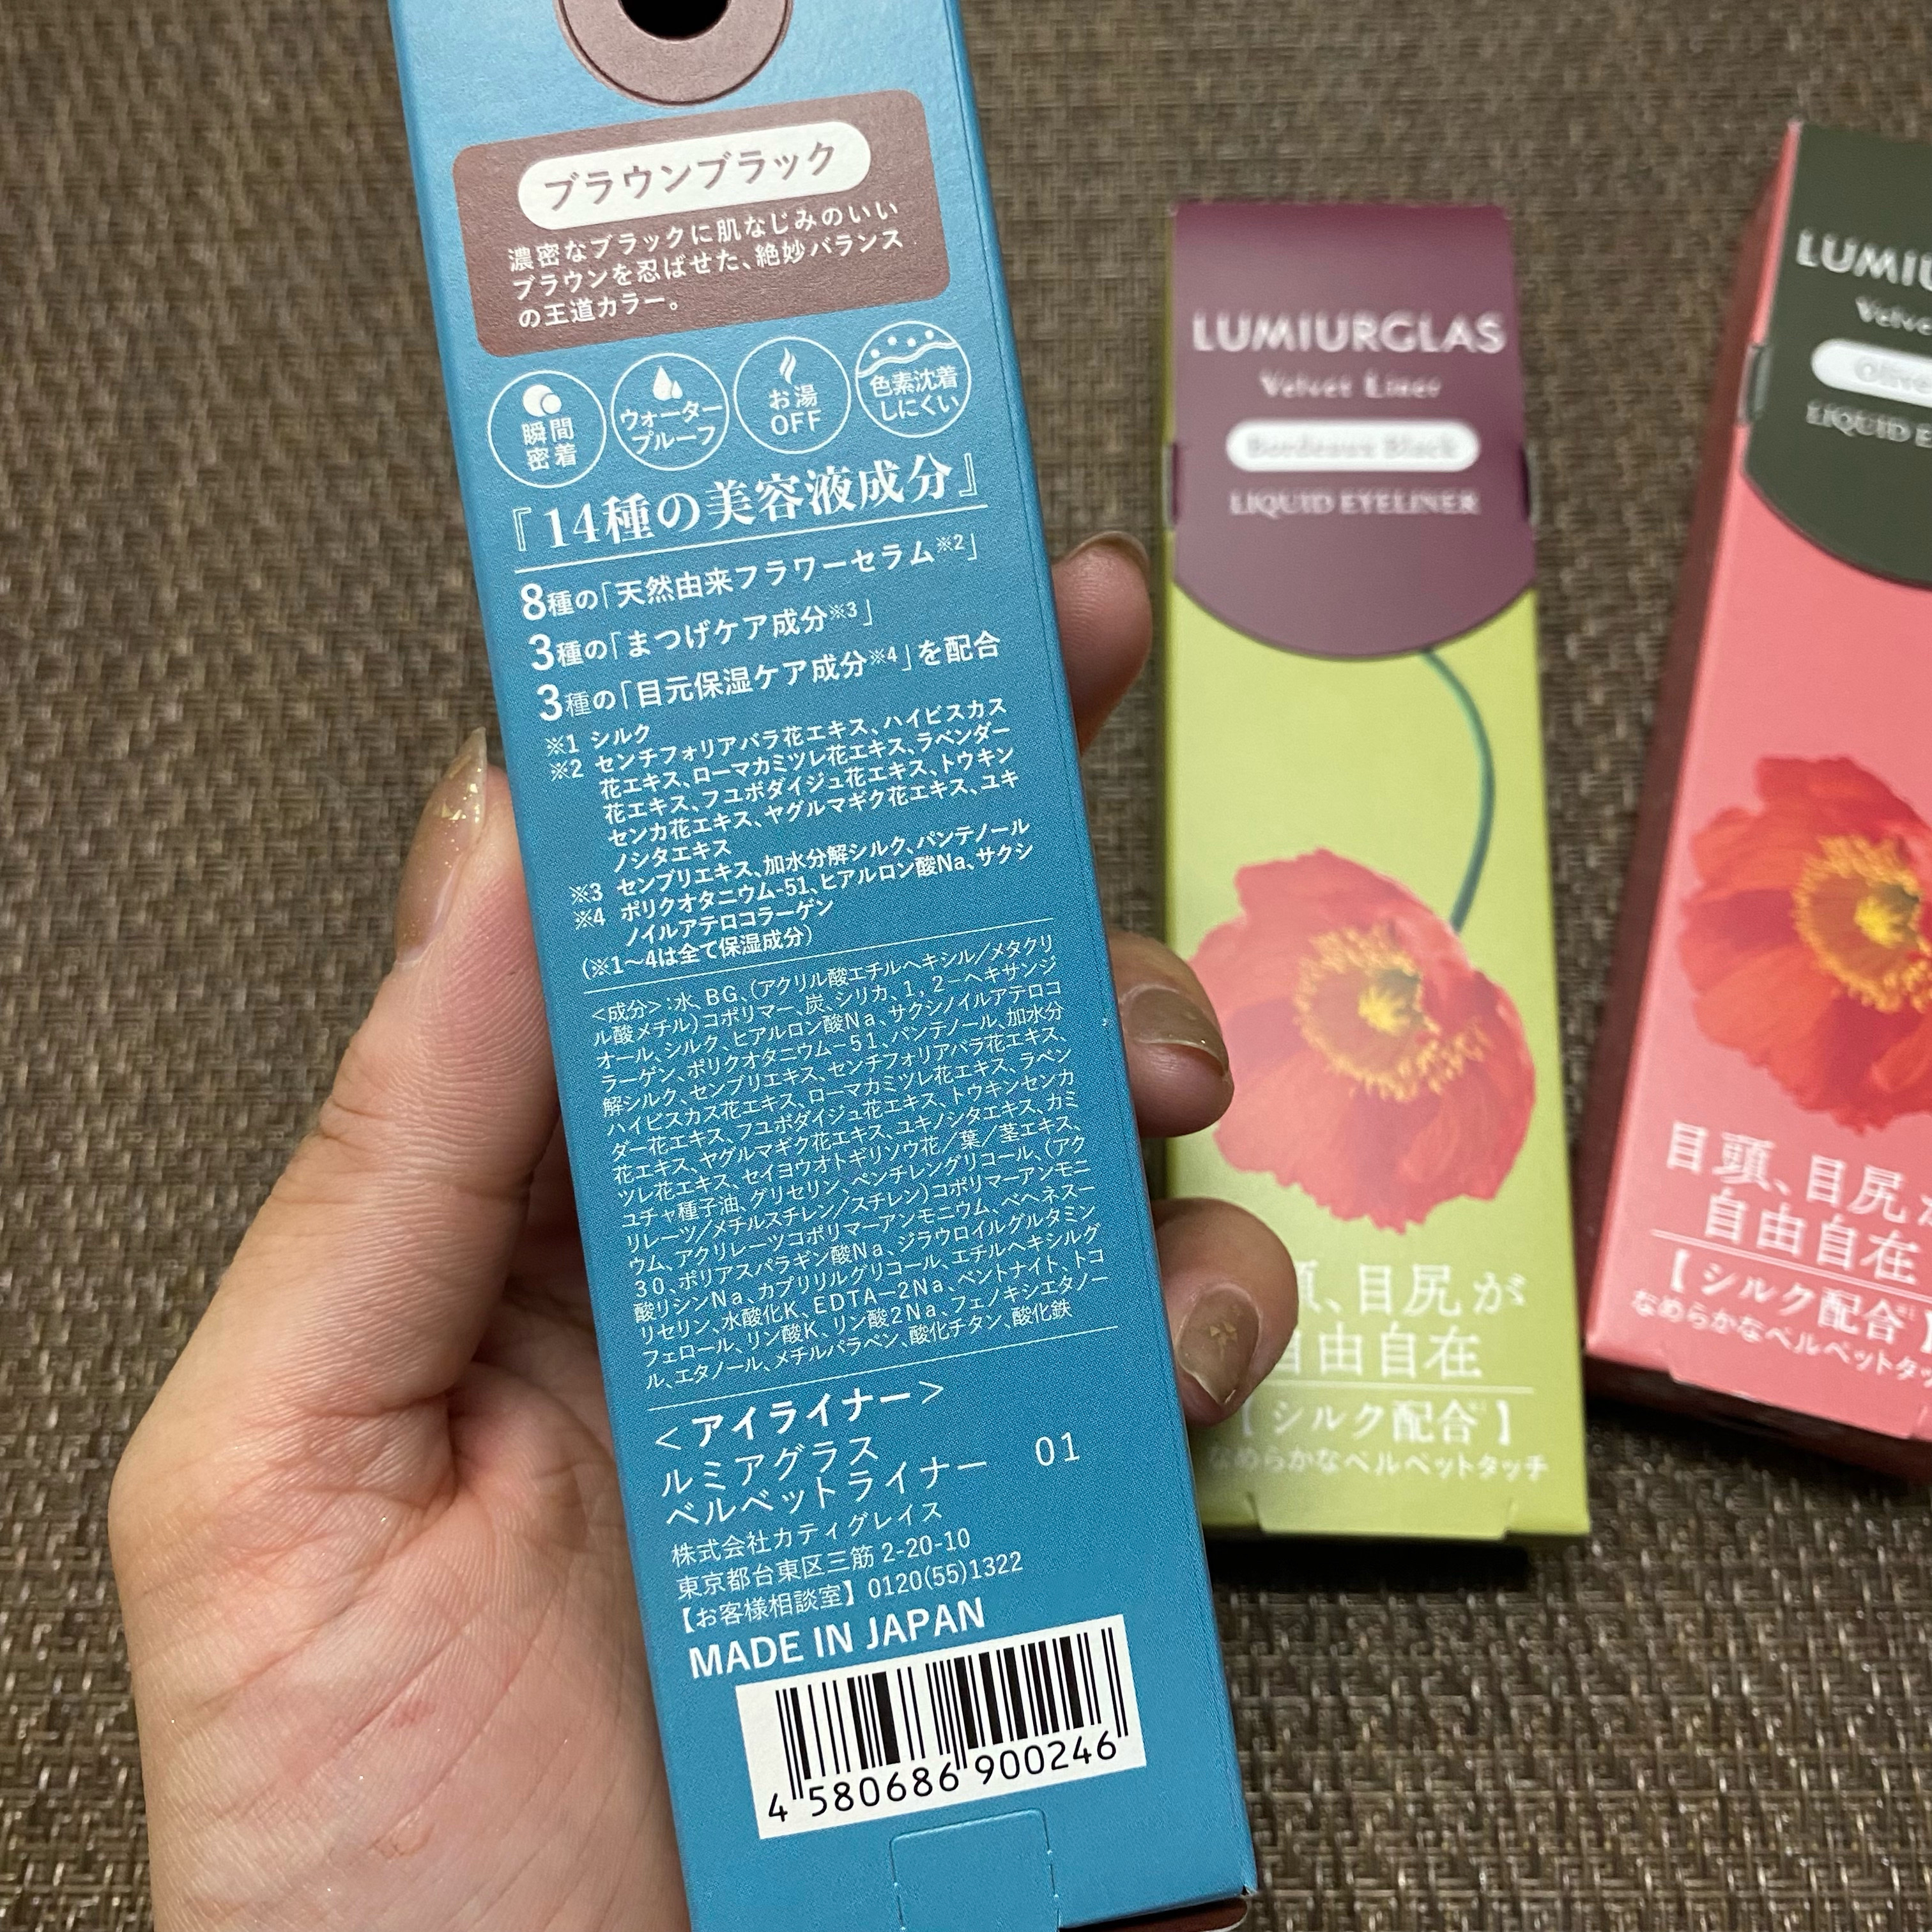 ブラウンブラック
濃密なブラックに肌なじみのいい
ブラウンを忍ばせた、絶妙バランス
の王道カラー。
瞬間
密着
ウォーター
プルーフ
お湯
OFF
色素沈着
しにくい
『14種の美容液成分』
8種の「天然由来フラワーセラム※2」
3種の「まつげケア成分※3」
3種の「目元保湿ケア成分※4」を配合
※1 シルク
※2 センチフォリアバラ花エキス、ハイビスカス
花エキス、ローマカミツレ花エキス、ラベンダー
花エキス、フユボダイジュ花エキス、トウキン
センカ花エキス、ヤグルマギク花エキス、ユキ
ノシタエキス
※3 センブリエキス、加水分解シルク、パンテノール
※4 ポリクオタニウム-51、ヒアルロン酸Na、サクシ
ノイルアテロコラーゲン
(※1〜4は全て保湿成分)
<成分>:水、BG、(アクリル酸エチルヘキシル/メタクリ
ル酸メチル)コポリマー、炭、シリカ、1,2-ヘキサンジ
オール、シルク、ヒアルロン酸Na、サクシノイルアテロコ
ラーゲン、ポリクオタニウム-51、パンテノール、加水分
解シルク、センブリエキス、センチフォリアバラ花エキス、
ハイビスカス花エキス、ローマカミツレ花エキス、ラベン
ダー花エキス、フユボダイジュ花エキス、トウキンセンカ
花エキス、ヤグルマギク花エキス、ユキノシタエキス、カミ
ツレ花エキス、セイヨウオトギリソウ花/葉/茎エキス、
ユチャ種子油、グリセリン、ペンチレングリコール、(アク
リレーツ/メチルスチレン/スチレン)コポリマーアンモニ
ウム、アクリレーツコポリマーアンモニウム、ベヘネスー
30、ポリアスパラギン酸Na、ジラウロイルグルタミン
酸リシンNa、カプリリルグリコール、エチルヘキシルグ
リセリン、水酸化K、EDTA-2Na、ベントナイト、トコ
フェロール、リン酸K、リン酸2Na、フェノキシエタノー
ル、エタノール、メチルパラベン、酸化チタン、酸化鉄
<アイライナー>
ルミアグラス
ベルベットライナー 01
株式会社カティグレイス
東京都台東区三筋 2-20-10
【お客様相談室】0120(55)1322
MADE IN JAPAN
4 580686 900246
LUMIURGLAS
Velvet Liner
Bordeaux Black
LIQUID EYELINER
頭、目尻が
自由自在
【シルク配合※1】
なめらかなベルベットタッチ
LUMIU
Velve
Olive
LIQUID E
目頭、目尻
自由自在
【シルク配合※1】
なめらかなベルベットタッ